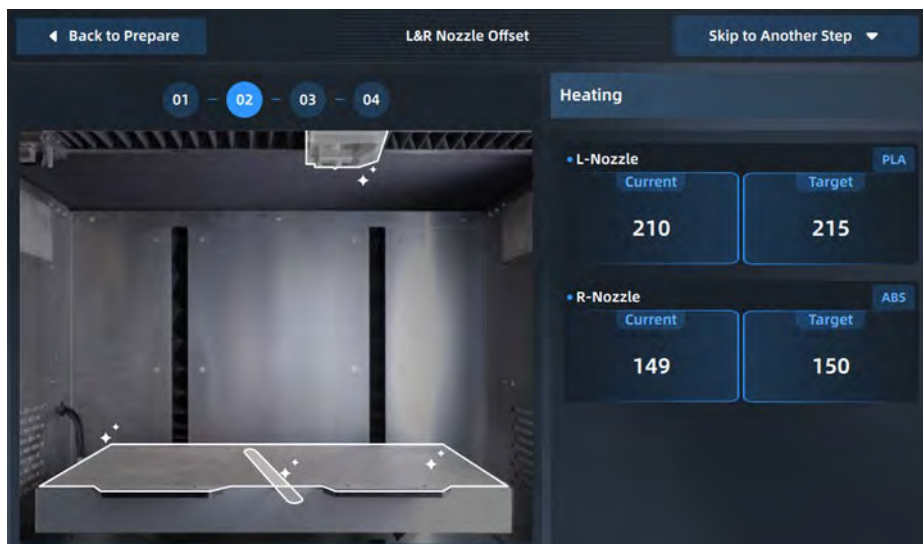 Back to Prepare
L&R Nozzle Offset
Skip to Another Step
01 02 03 04
Heating
L-Nozzle PLA
Current Target
210 215
R-Nozzle ABS
Current Target
149 150